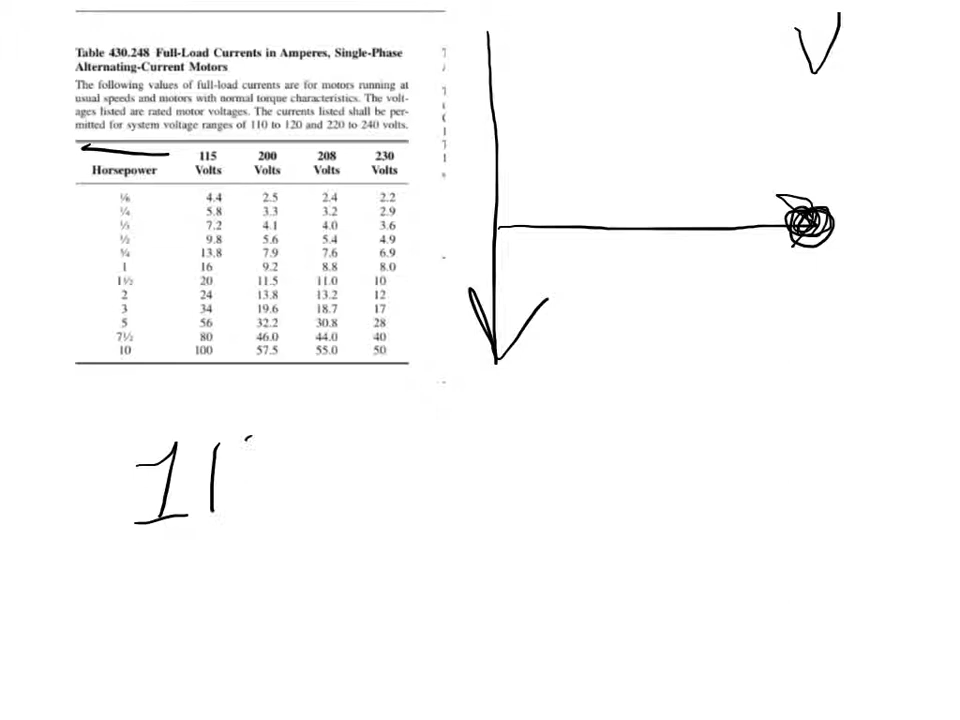 Table 430.248 Full-Load Currents in Amperes, Single-Phase
Alternating-Current Motors
The following values of full-load currents are for motors running at
usual speeds and motors with normal torque characteristics. The volt-
ages listed are rated motor voltages. The currents listed shall be per-
mitted for system voltage ranges of 110 to 120 and 220 to 240 volts.
115 200 208 230
Horsepower Volts Volts Volts Volts
⅙ 4.4 2.5 2.4 2.2
¼ 5.8 3.3 3.2 2.9
⅓ 7.2 4.1 4.0 3.6
½ 9.8 5.6 5.4 4.9
¾ 13.8 7.9 7.6 6.9
1 16 9.2 8.8 8.0
1½ 20 11.5 11.0 10
2 24 13.8 13.2 12
3 34 19.6 18.7 17
5 56 32.2 30.8 28
7½ 80 46.0 44.0 40
10 100 57.5 55.0 50
V
11